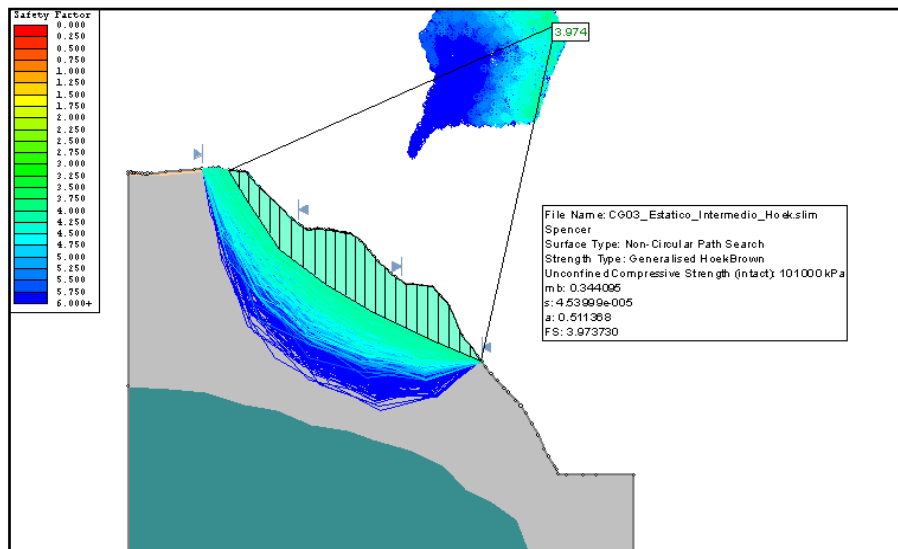 Safety Factor
0.000
0.250
0.500
0.750
1.000
1.250
1.500
1.750
2.000
2.250
2.500
2.750
3.000
3.250
3.500
3.750
4.000
4.250
4.500
4.750
5.000
5.250
5.500
5.750
6.000+
3.974
File Name: CG03_Estatico_Intermedio_Hoek.slim
Spencer
Surface Type: Non-Circular Path Search
Strength Type: Generalised HoekBrown
Unconfined Compressive Strength (intact): 101000 kPa
mb: 0.344095
s: 4.53999e-005
a: 0.511368
FS: 3.973730